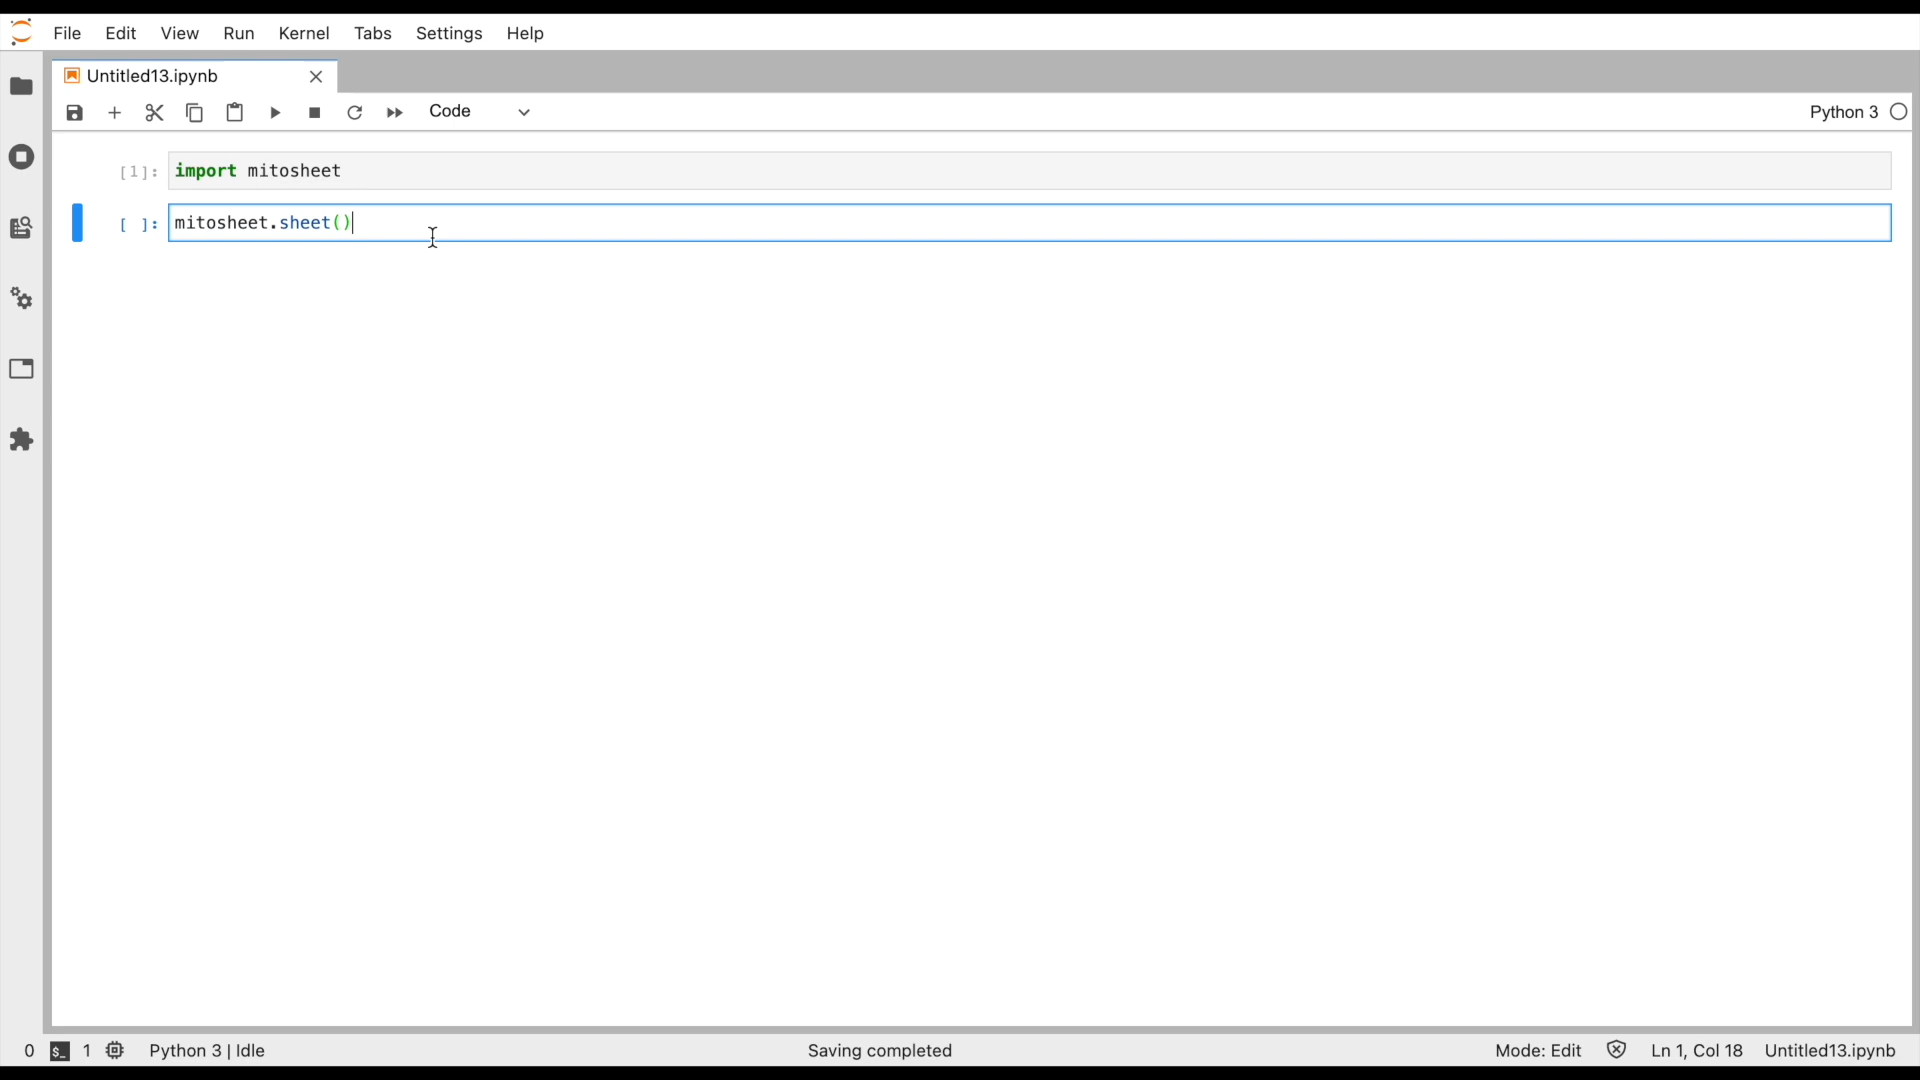 File Edit View Run Kernel Tabs Settings Help
Untitled13.ipynb
Code
Python 3
[1]: import mitosheet
[ ]: mitosheet.sheet()
0 $_ 1 Python 3 | Idle Saving completed Mode: Edit Ln 1, Col 18 Untitled13.ipynb